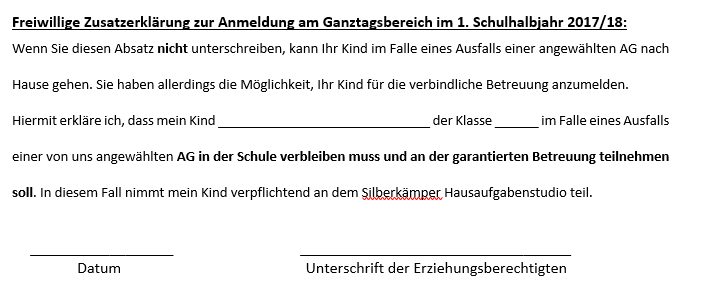 Freiwillige Zusatzerklärung zur Anmeldung am Ganztagsbereich im 1. Schulhalbjahr 2017/18:
Wenn Sie diesen Absatz nicht unterschreiben, kann Ihr Kind im Falle eines Ausfalls einer angewählten AG nach
Hause gehen. Sie haben allerdings die Möglichkeit, Ihr Kind für die verbindliche Betreuung anzumelden.
Hiermit erkläre ich, dass mein Kind ______________________________ der Klasse ______ im Falle eines Ausfalls
einer von uns angewählten AG in der Schule verbleiben muss und an der garantierten Betreuung teilnehmen
soll. In diesem Fall nimmt mein Kind verpflichtend an dem Silberkämper Hausaufgabenstudio teil.
____________________ ______________________________________
Datum Unterschrift der Erziehungsberechtigten